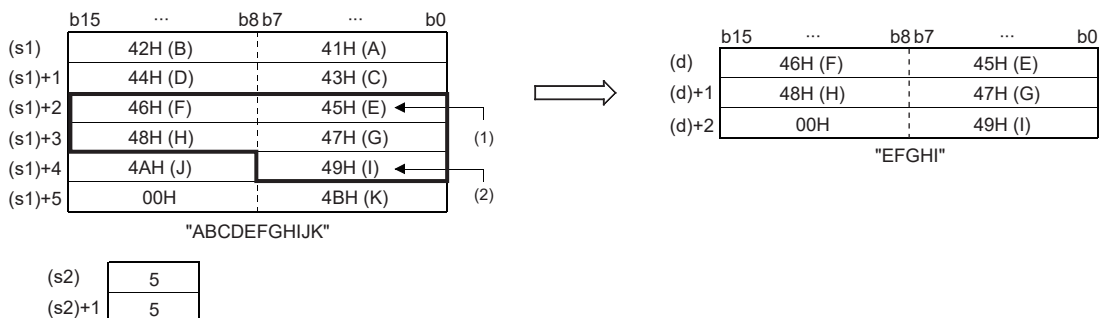 b15 ... b8 b7 ... b0
(s1) 42H (B) 41H (A)
(s1)+1 44H (D) 43H (C)
(s1)+2 46H (F) 45H (E)
(s1)+3 48H (H) 47H (G) (1)
(s1)+4 4AH (J) 49H (I)
(s1)+5 00H 4BH (K) (2)
"ABCDEFGHIJK"
(s2) 5
(s2)+1 5
b15 ... b8 b7 ... b0
(d) 46H (F) 45H (E)
(d)+1 48H (H) 47H (G)
(d)+2 00H 49H (I)
"EFGHI"